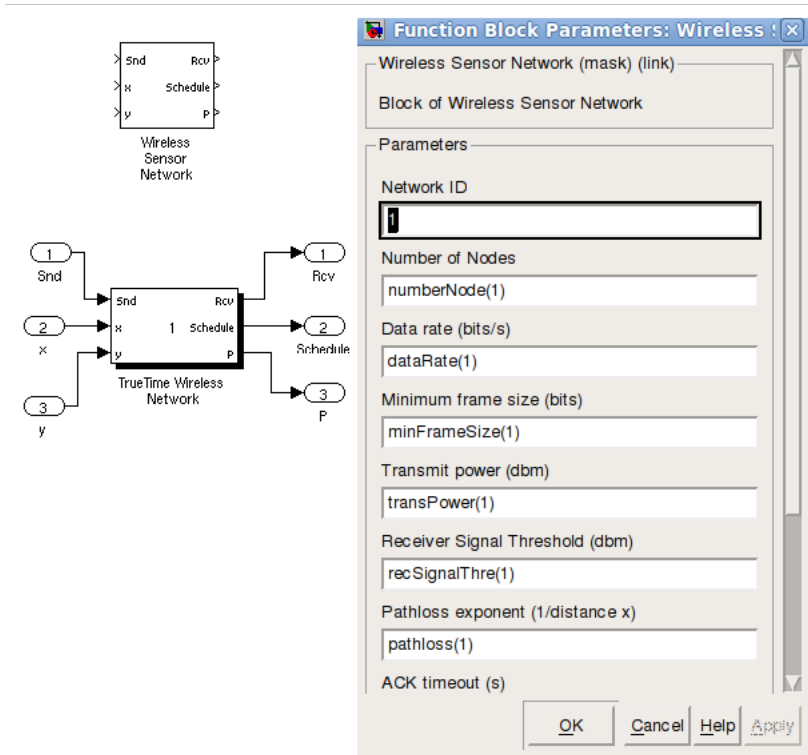 Snd Rcv
x Schedule
y P
Wireless
Sensor
Network
1
Snd
2
x
3
y
Snd Rcv
x 1 Schedule
y P
TrueTime Wireless
Network
1
Rcv
2
Schedule
3
P
Function Block Parameters: Wireless
Wireless Sensor Network (mask) (link)
Block of Wireless Sensor Network
Parameters
Network ID
1
Number of Nodes
numberNode(1)
Data rate (bits/s)
dataRate(1)
Minimum frame size (bits)
minFrameSize(1)
Transmit power (dbm)
transPower(1)
Receiver Signal Threshold (dbm)
recSignalThre(1)
Pathloss exponent (1/distance x)
pathloss(1)
ACK timeout (s)
OK Cancel Help Apply